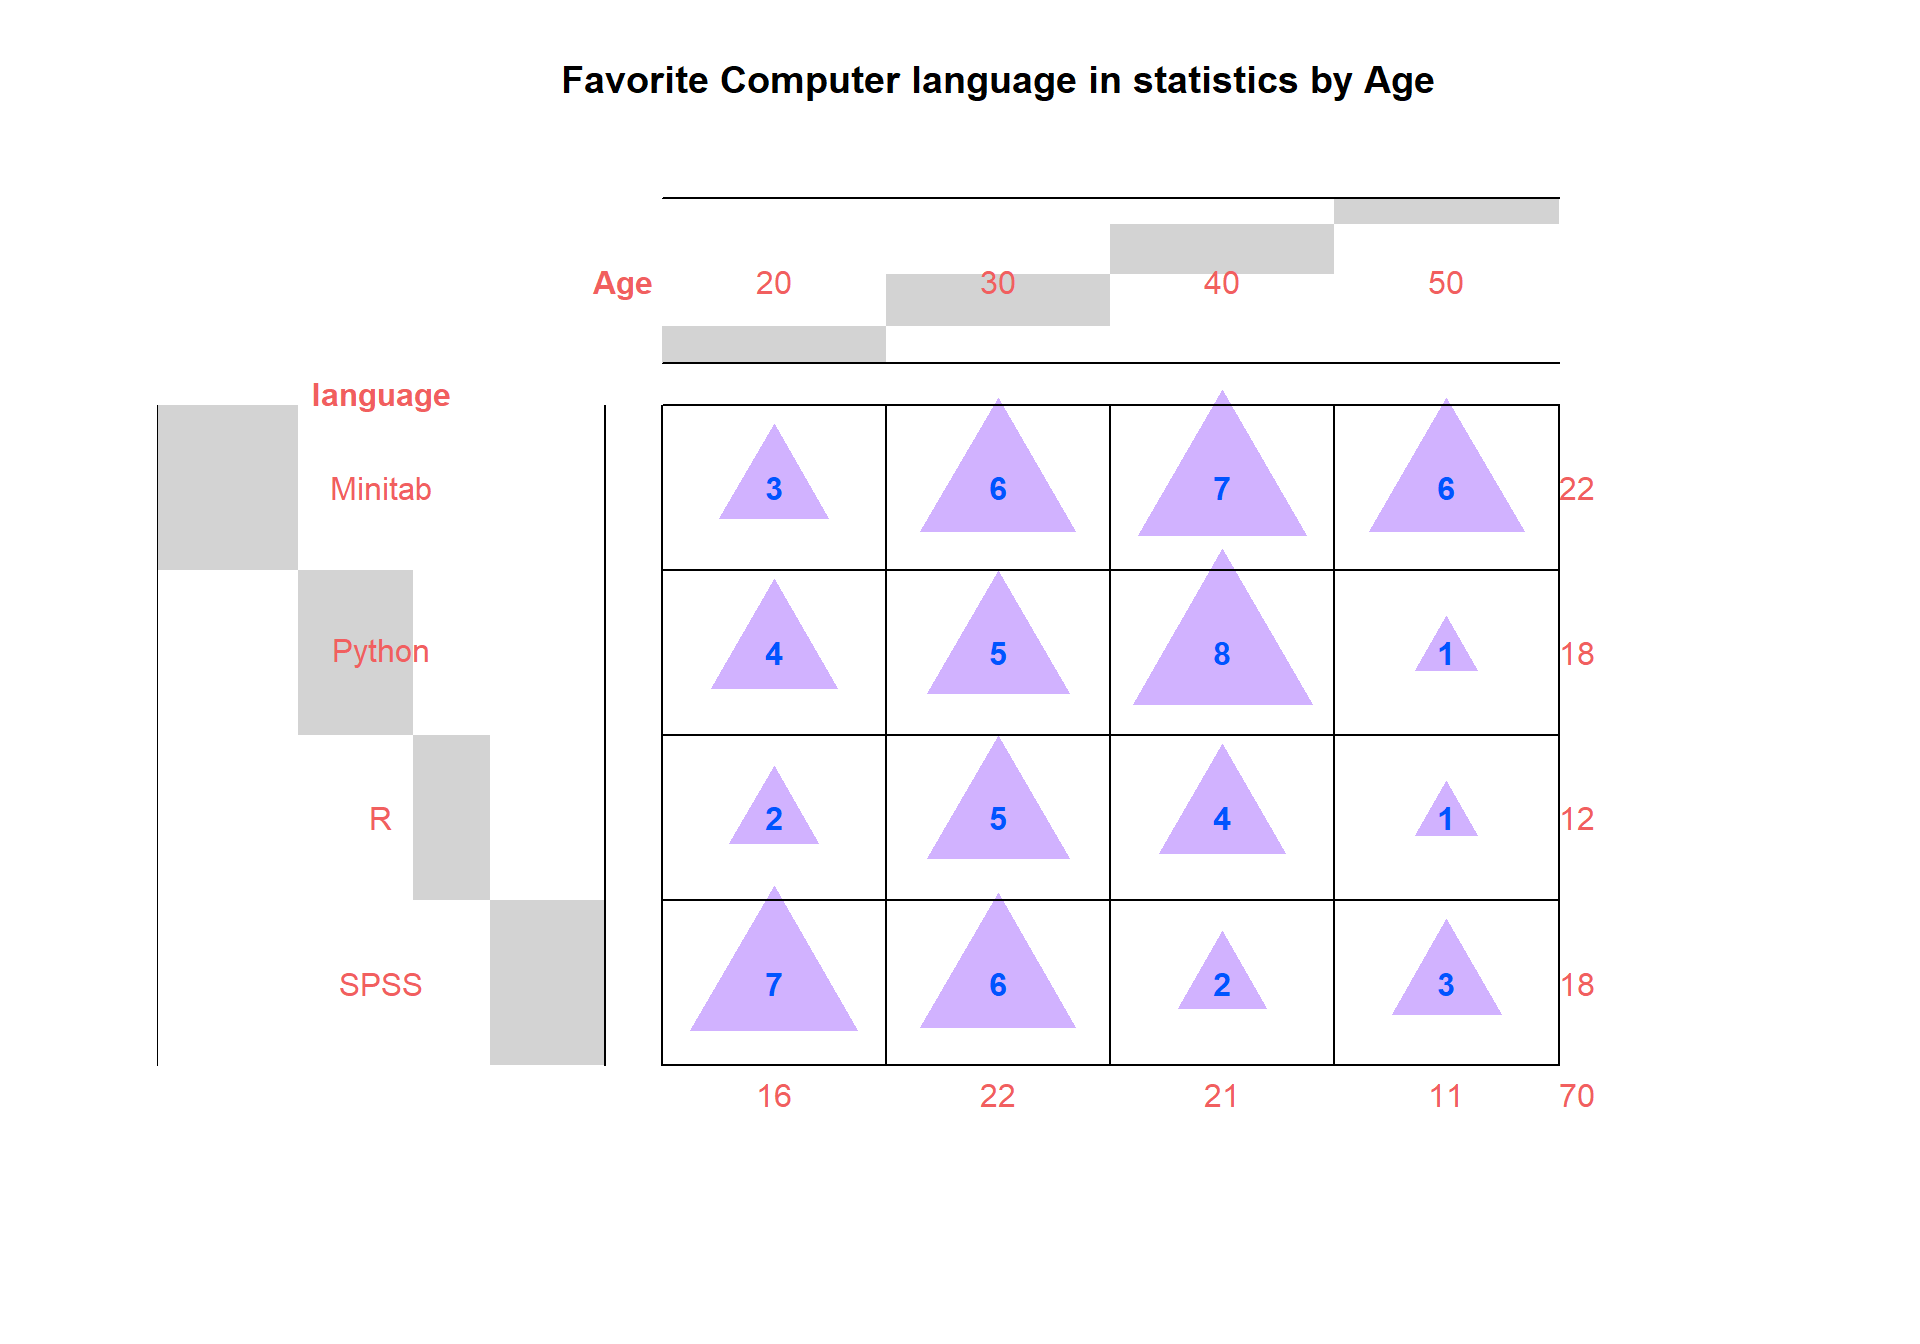 Favorite Computer language in statistics by Age
Age 20 30 40 50
language
Minitab 3 6 7 6 22
Python 4 5 8 1 18
R 2 5 4 1 12
SPSS 7 6 2 3 18
16 22 21 11 70